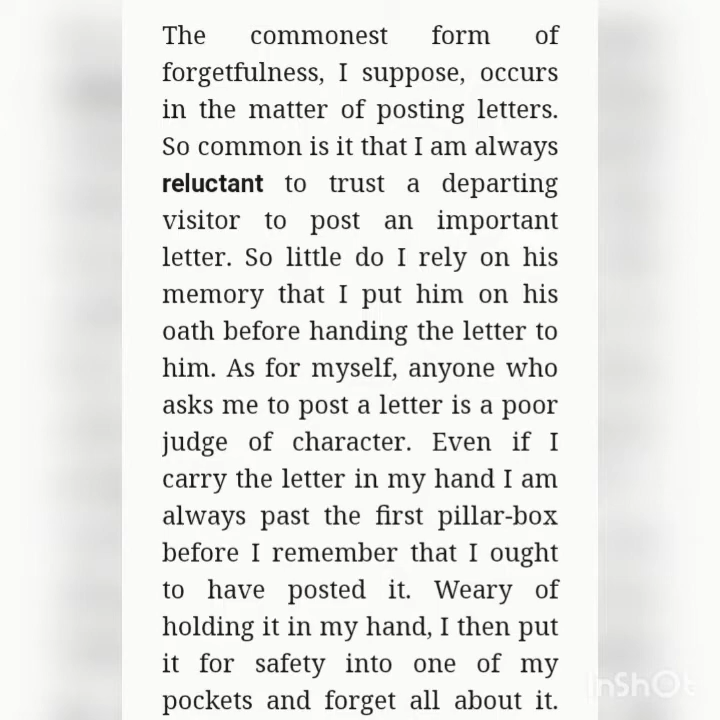 The commonest form of
forgetfulness, I suppose, occurs
in the matter of posting letters.
So common is it that I am always
reluctant to trust a departing
visitor to post an important
letter. So little do I rely on his
memory that I put him on his
oath before handing the letter to
him. As for myself, anyone who
asks me to post a letter is a poor
judge of character. Even if I
carry the letter in my hand I am
always past the first pillar-box
before I remember that I ought
to have posted it. Weary of
holding it in my hand, I then put
it for safety into one of my
pockets and forget all about it.
InShOt